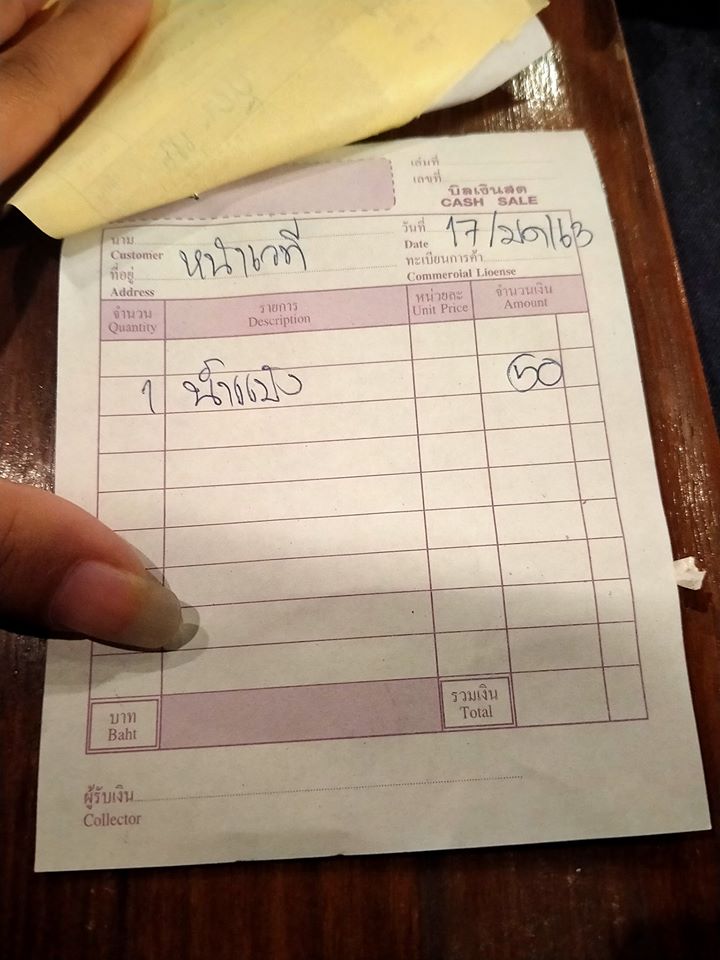 เล่มที่
เลขที่
บิลเงินสด
CASH SALE
นาม
Customer
หน้าเวที
วันที่
Date
17/มค/63
ที่อยู่
Address
ทะเบียนการค้า
Commercial License
จำนวน
Quantity
รายการ
Description
หน่วยละ
Unit Price
จำนวนเงิน
Amount
1 น้ำแข็ง 50
บาท
Baht
รวมเงิน
Total
ผู้รับเงิน
Collector